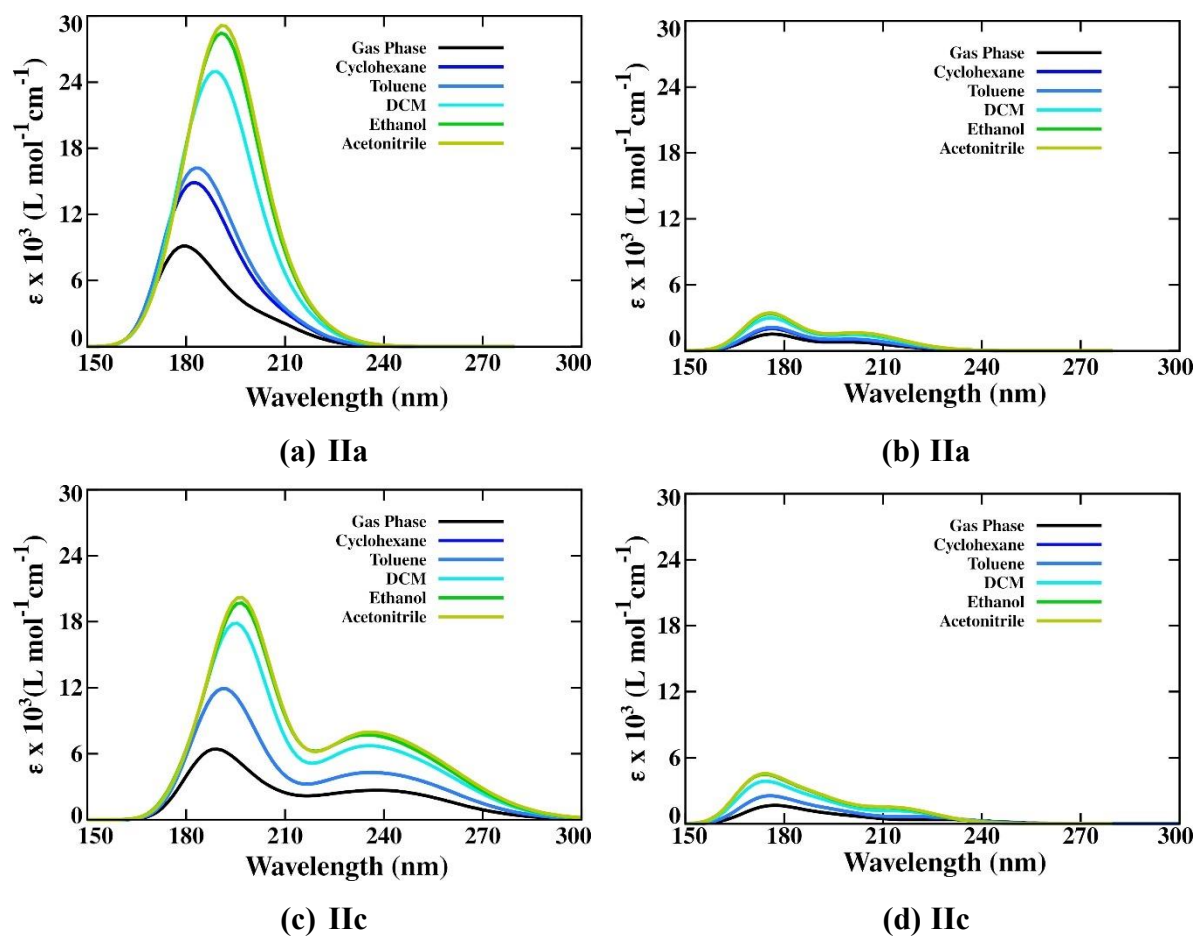 30
24
18
12
6
0
ε x 10³ (L mol⁻¹cm⁻¹)
Gas Phase
Cyclohexane
Toluene
DCM
Ethanol
Acetonitrile
150 180 210 240 270 300
Wavelength (nm)
(a) IIa
30
24
18
12
6
0
ε x 10³ (L mol⁻¹cm⁻¹)
Gas Phase
Cyclohexane
Toluene
DCM
Ethanol
Acetonitrile
150 180 210 240 270 300
Wavelength (nm)
(b) IIa
30
24
18
12
6
0
ε x 10³(L mol⁻¹cm⁻¹)
Gas Phase
Cyclohexane
Toluene
DCM
Ethanol
Acetonitrile
150 180 210 240 270 300
Wavelength (nm)
(c) IIc
30
24
18
12
6
0
ε x 10³ (L mol⁻¹cm⁻¹)
Gas Phase
Cyclohexane
Toluene
DCM
Ethanol
Acetonitrile
150 180 210 240 270 300
Wavelength (nm)
(d) IIc